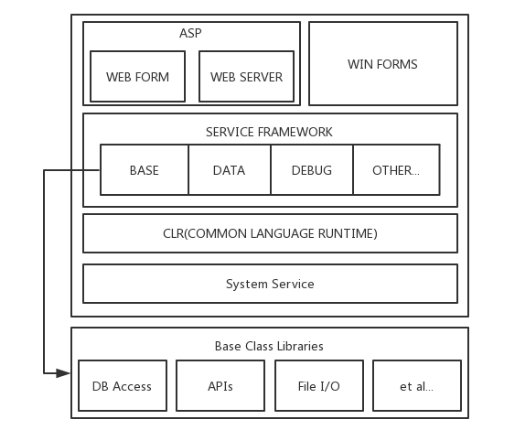 ASP
WEB FORM
WEB SERVER
WIN FORMS
SERVICE FRAMEWORK
BASE
DATA
DEBUG
OTHER...
CLR(COMMON LANGUAGE RUNTIME)
System Service
Base Class Libraries
DB Access
APIs
File I/O
et al...